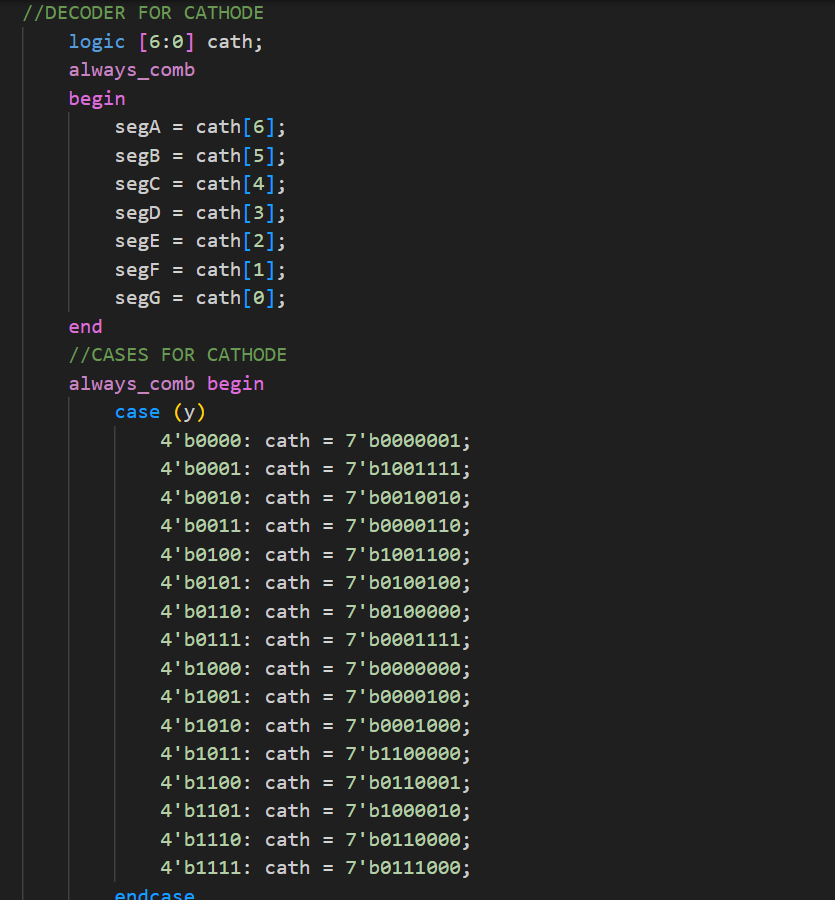 //DECODER FOR CATHODE
logic [6:0] cath;
always_comb
begin
segA = cath[6];
segB = cath[5];
segC = cath[4];
segD = cath[3];
segE = cath[2];
segF = cath[1];
segG = cath[0];
end
//CASES FOR CATHODE
always_comb begin
case (y)
4'b0000: cath = 7'b0000001;
4'b0001: cath = 7'b1001111;
4'b0010: cath = 7'b0010010;
4'b0011: cath = 7'b0000110;
4'b0100: cath = 7'b1001100;
4'b0101: cath = 7'b0100100;
4'b0110: cath = 7'b0100000;
4'b0111: cath = 7'b0001111;
4'b1000: cath = 7'b0000000;
4'b1001: cath = 7'b0000100;
4'b1010: cath = 7'b0001000;
4'b1011: cath = 7'b1100000;
4'b1100: cath = 7'b0110001;
4'b1101: cath = 7'b1000010;
4'b1110: cath = 7'b0110000;
4'b1111: cath = 7'b0111000;
endcase